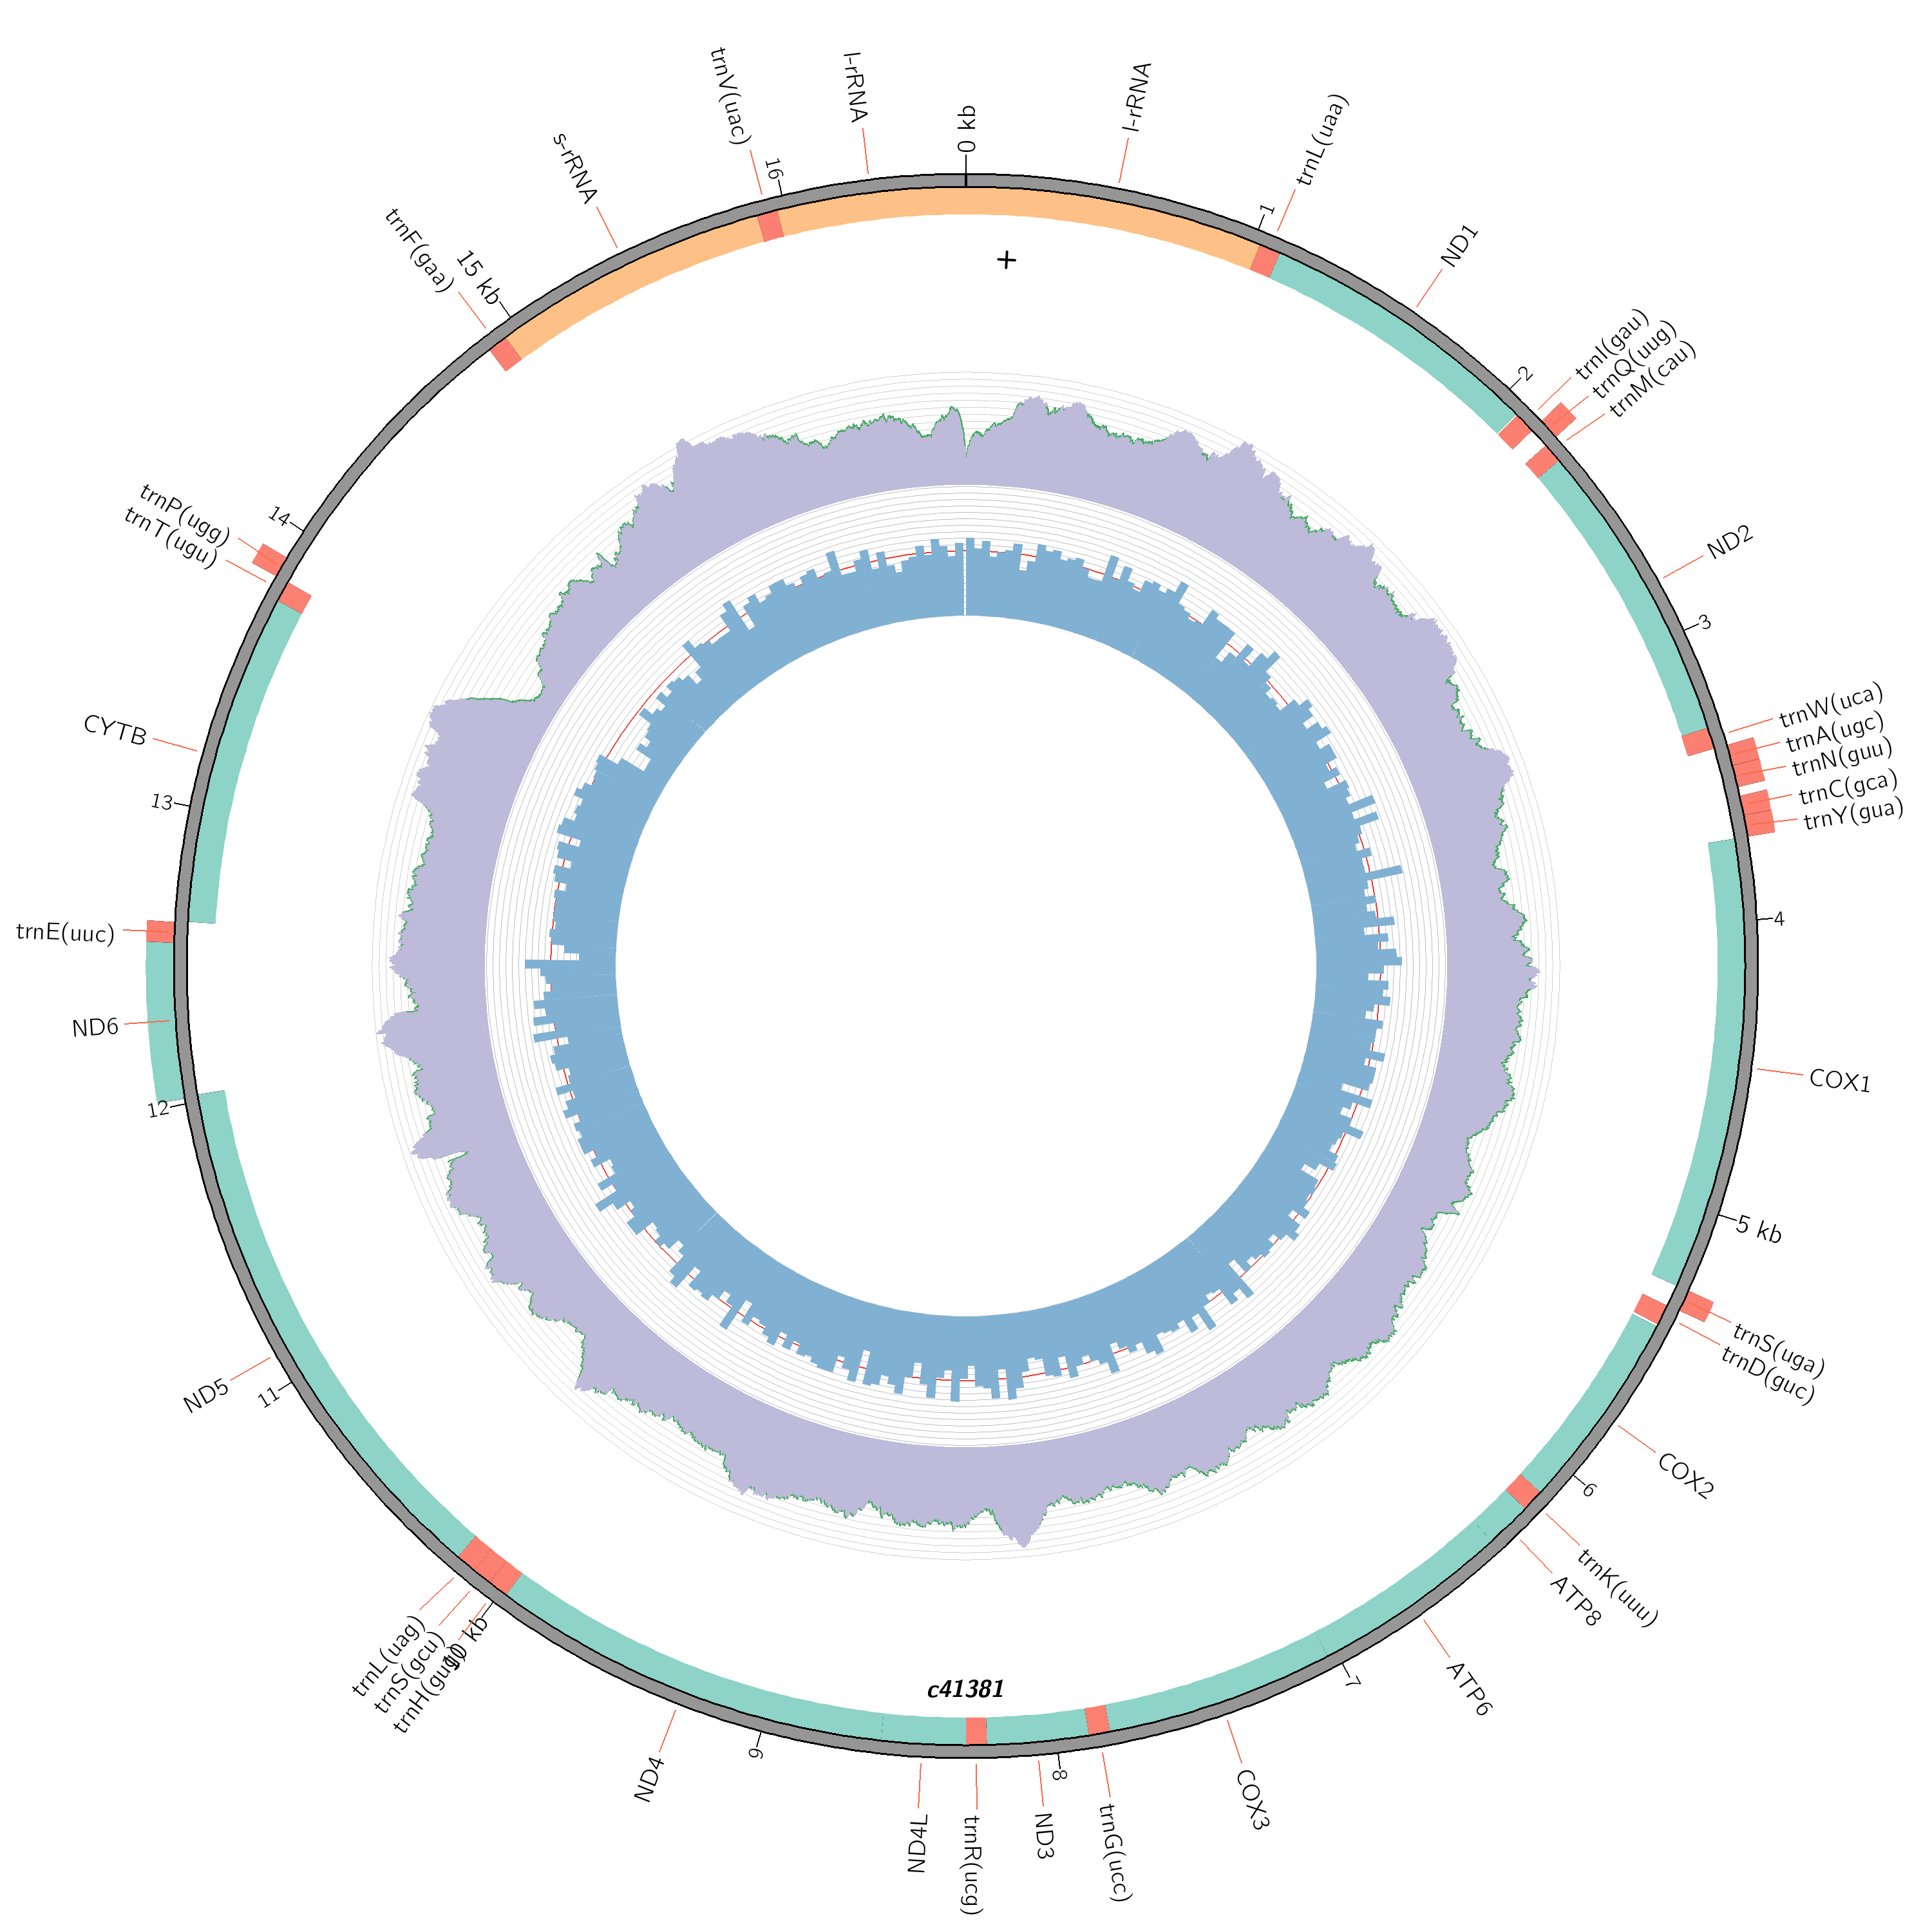 0 kb
l-rRNA
1
trnL(uaa)
ND1
2
trnI(gau)
trnQ(uug)
trnM(cau)
ND2
3
trnW(uca)
trnA(ugc)
trnN(guu)
trnC(gca)
trnY(gua)
4
COX1
5 kb
trnS(uga)
trnD(guc)
COX2
6
trnK(uuu)
ATP8
ATP6
7
COX3
trnG(ucc)
8
ND3
trnR(ucg)
ND4L
9
ND4
10 kb
trnH(gug)
trnS(gcu)
trnL(uag)
11
ND5
12
ND6
trnE(uuc)
13
CYTB
trnT(ugu)
trnP(ugg)
14
trnF(gaa)
15 kb
s-rRNA
trnV(uac)
16
l-rRNA
+
c41381